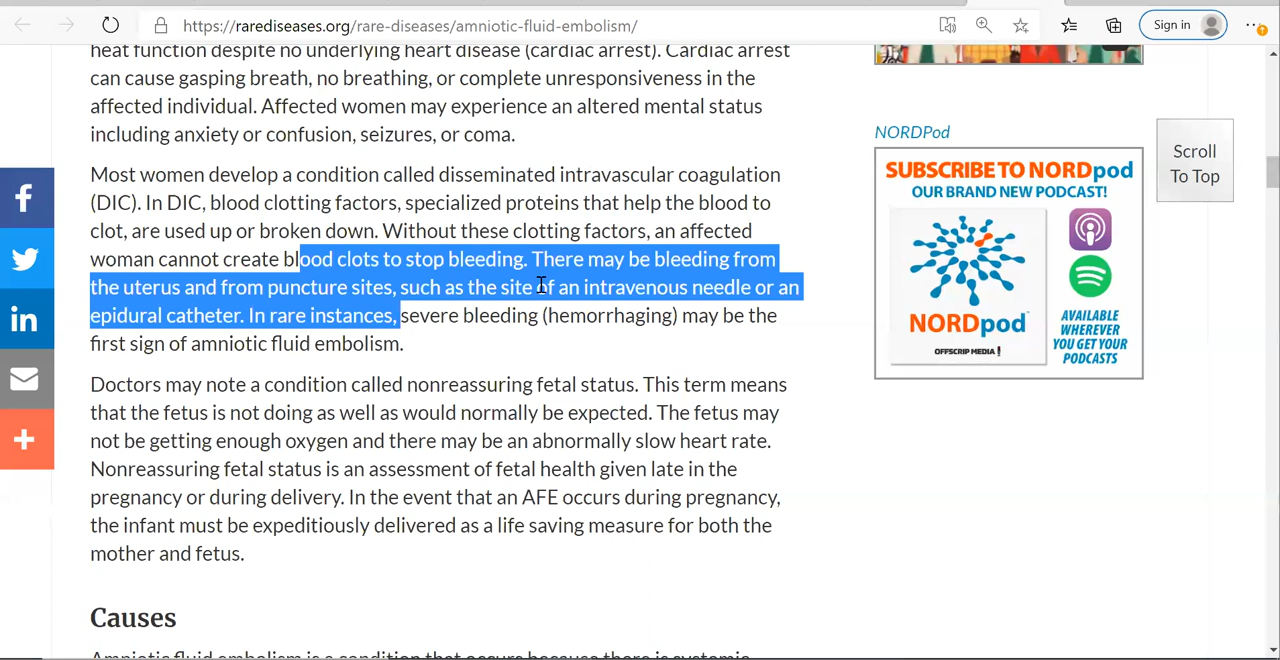 https://rarediseases.org/rare-diseases/amniotic-fluid-embolism/
Sign in
heat function despite no underlying heart disease (cardiac arrest). Cardiac arrest
can cause gasping breath, no breathing, or complete unresponsiveness in the
affected individual. Affected women may experience an altered mental status
including anxiety or confusion, seizures, or coma.
Most women develop a condition called disseminated intravascular coagulation
(DIC). In DIC, blood clotting factors, specialized proteins that help the blood to
clot, are used up or broken down. Without these clotting factors, an affected
woman cannot create blood clots to stop bleeding. There may be bleeding from
the uterus and from puncture sites, such as the site of an intravenous needle or an
epidural catheter. In rare instances, severe bleeding (hemorrhaging) may be the
first sign of amniotic fluid embolism.
Doctors may note a condition called nonreassuring fetal status. This term means
that the fetus is not doing as well as would normally be expected. The fetus may
not be getting enough oxygen and there may be an abnormally slow heart rate.
Nonreassuring fetal status is an assessment of fetal health given late in the
pregnancy or during delivery. In the event that an AFE occurs during pregnancy,
the infant must be expeditiously delivered as a life saving measure for both the
mother and fetus.
Causes
Amniotic fluid embolism is a condition that occurs because there is systemic
NORDPod
SUBSCRIBE TO NORDpod
OUR BRAND NEW PODCAST!
NORDpod
OFFSCRIP MEDIA
AVAILABLE
WHEREVER
YOU GET YOUR
PODCASTS
Scroll
To Top